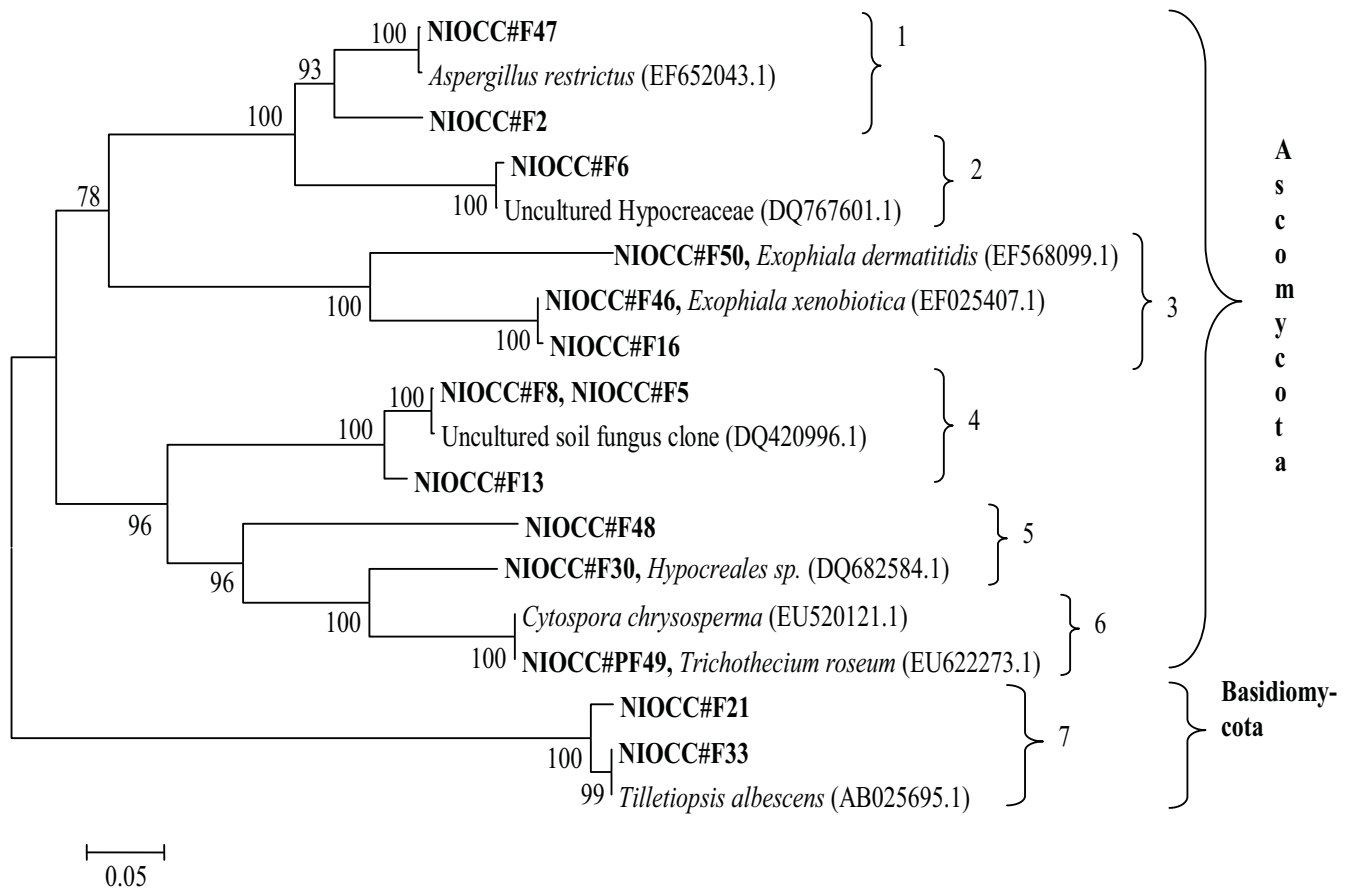 100
NIOCC#F47
1
93
Aspergillus restrictus (EF652043.1)
100
NIOCC#F2
NIOCC#F6
2
78
100
Uncultured Hypocreaceae (DQ767601.1)
NIOCC#F50, Exophiala dermatitidis (EF568099.1)
100
NIOCC#F46, Exophiala xenobiotica (EF025407.1)
3
100
NIOCC#F16
100
NIOCC#F8, NIOCC#F5
4
100
Uncultured soil fungus clone (DQ420996.1)
NIOCC#F13
96
NIOCC#F48
5
96
NIOCC#F30, Hypocreales sp. (DQ682584.1)
100
Cytospora chrysosperma (EU520121.1)
6
100
NIOCC#PF49, Trichothecium roseum (EU622273.1)
NIOCC#F21
7
100
NIOCC#F33
99
Tilletiopsis albescens (AB025695.1)
A
s
c
o
m
y
c
o
t
a
Basidiomy-
cota
0.05